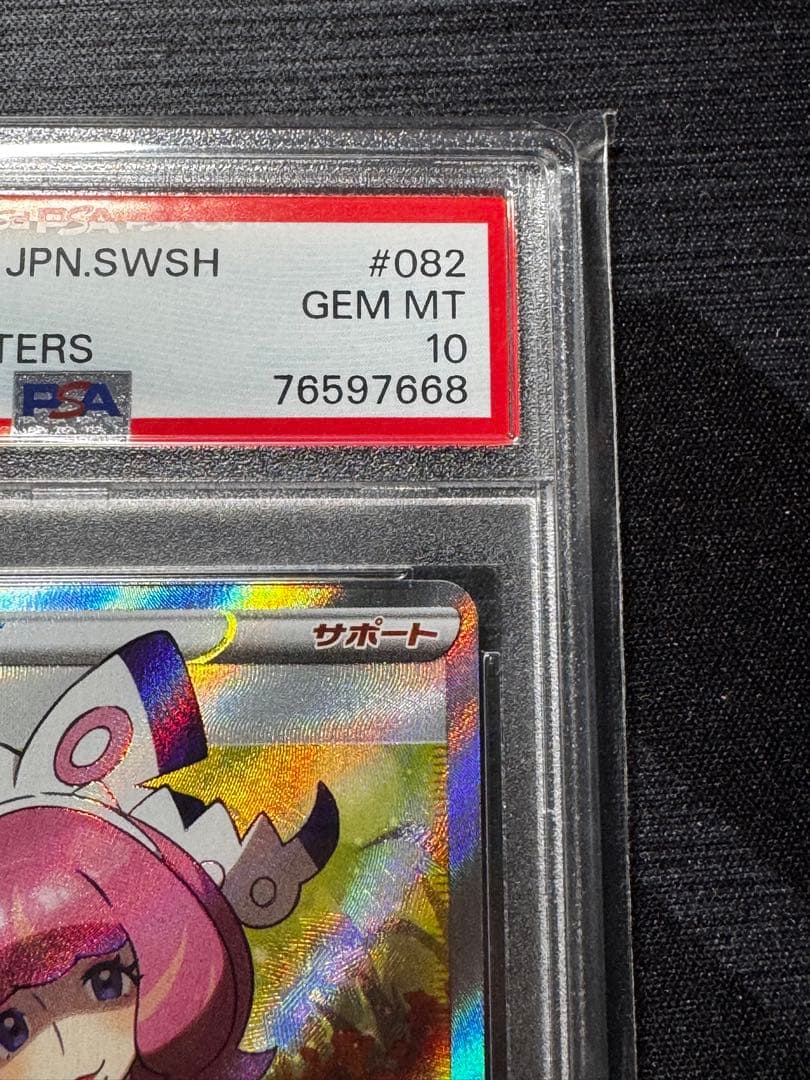 JPN.SWSH #082
GEM MT
TERS 10
PSA 76597668
サポート